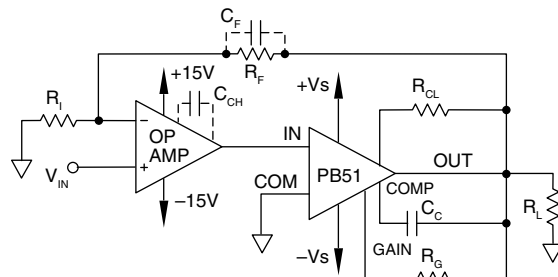 C_F
R_F
+15V
+Vs
R_I
C_CH
R_CL
−
OP
AMP
IN
OUT
V_IN
+
COM
PB51
COMP
−15V
C_C
R_L
−Vs
GAIN
R_G